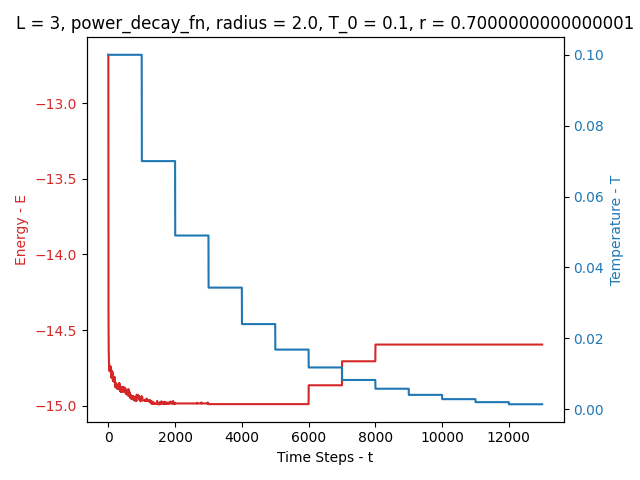 L = 3, power_decay_fn, radius = 2.0, T_0 = 0.1, r = 0.7000000000000001
Energy - E
−13.0
−13.5
−14.0
−14.5
−15.0
0.10
0.08
0.06
0.04
0.02
0.00
Temperature - T
0 2000 4000 6000 8000 10000 12000
Time Steps - t